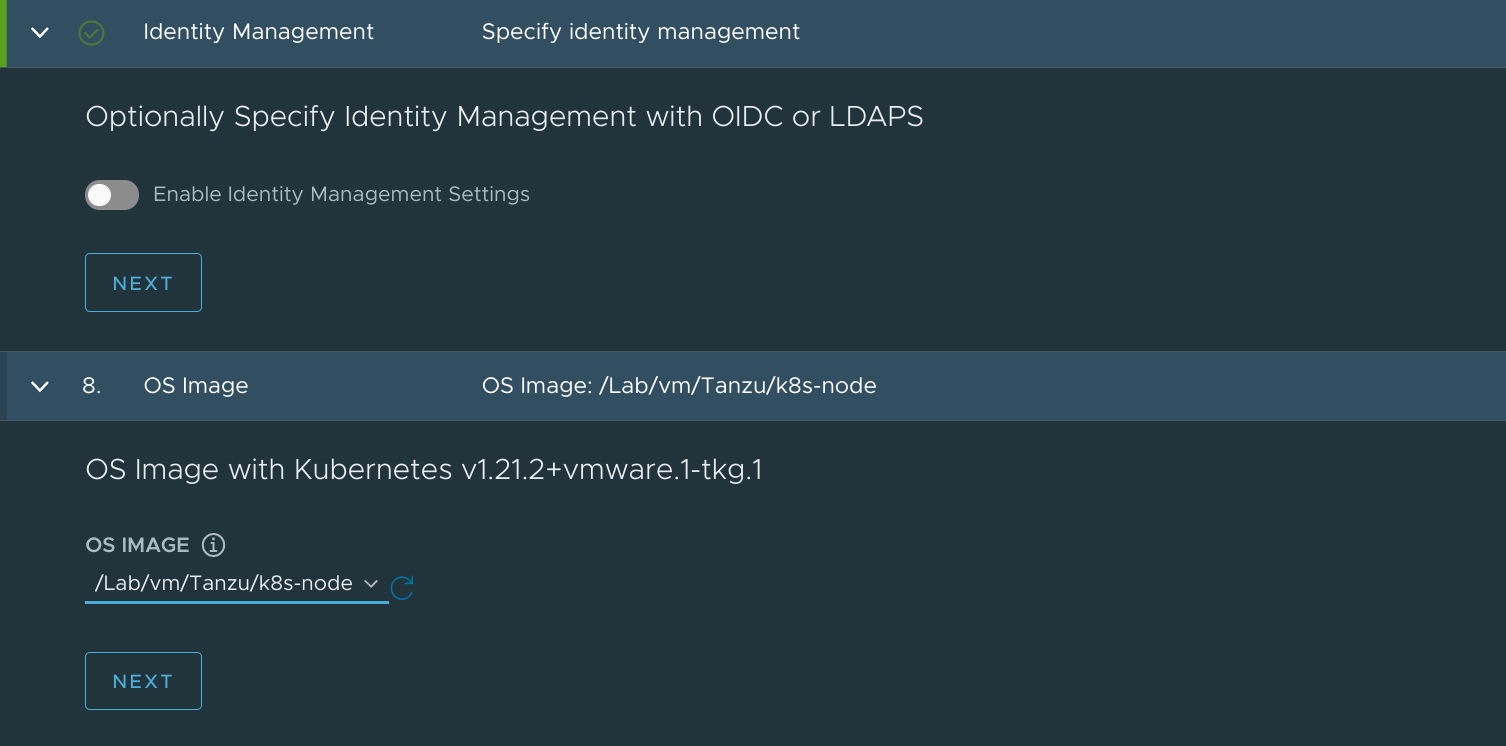 Identity Management Specify identity management
Optionally Specify Identity Management with OIDC or LDAPS
Enable Identity Management Settings
NEXT
8. OS Image OS Image: /Lab/vm/Tanzu/k8s-node
OS Image with Kubernetes v1.21.2+vmware.1-tkg.1
OS IMAGE
/Lab/vm/Tanzu/k8s-node
NEXT